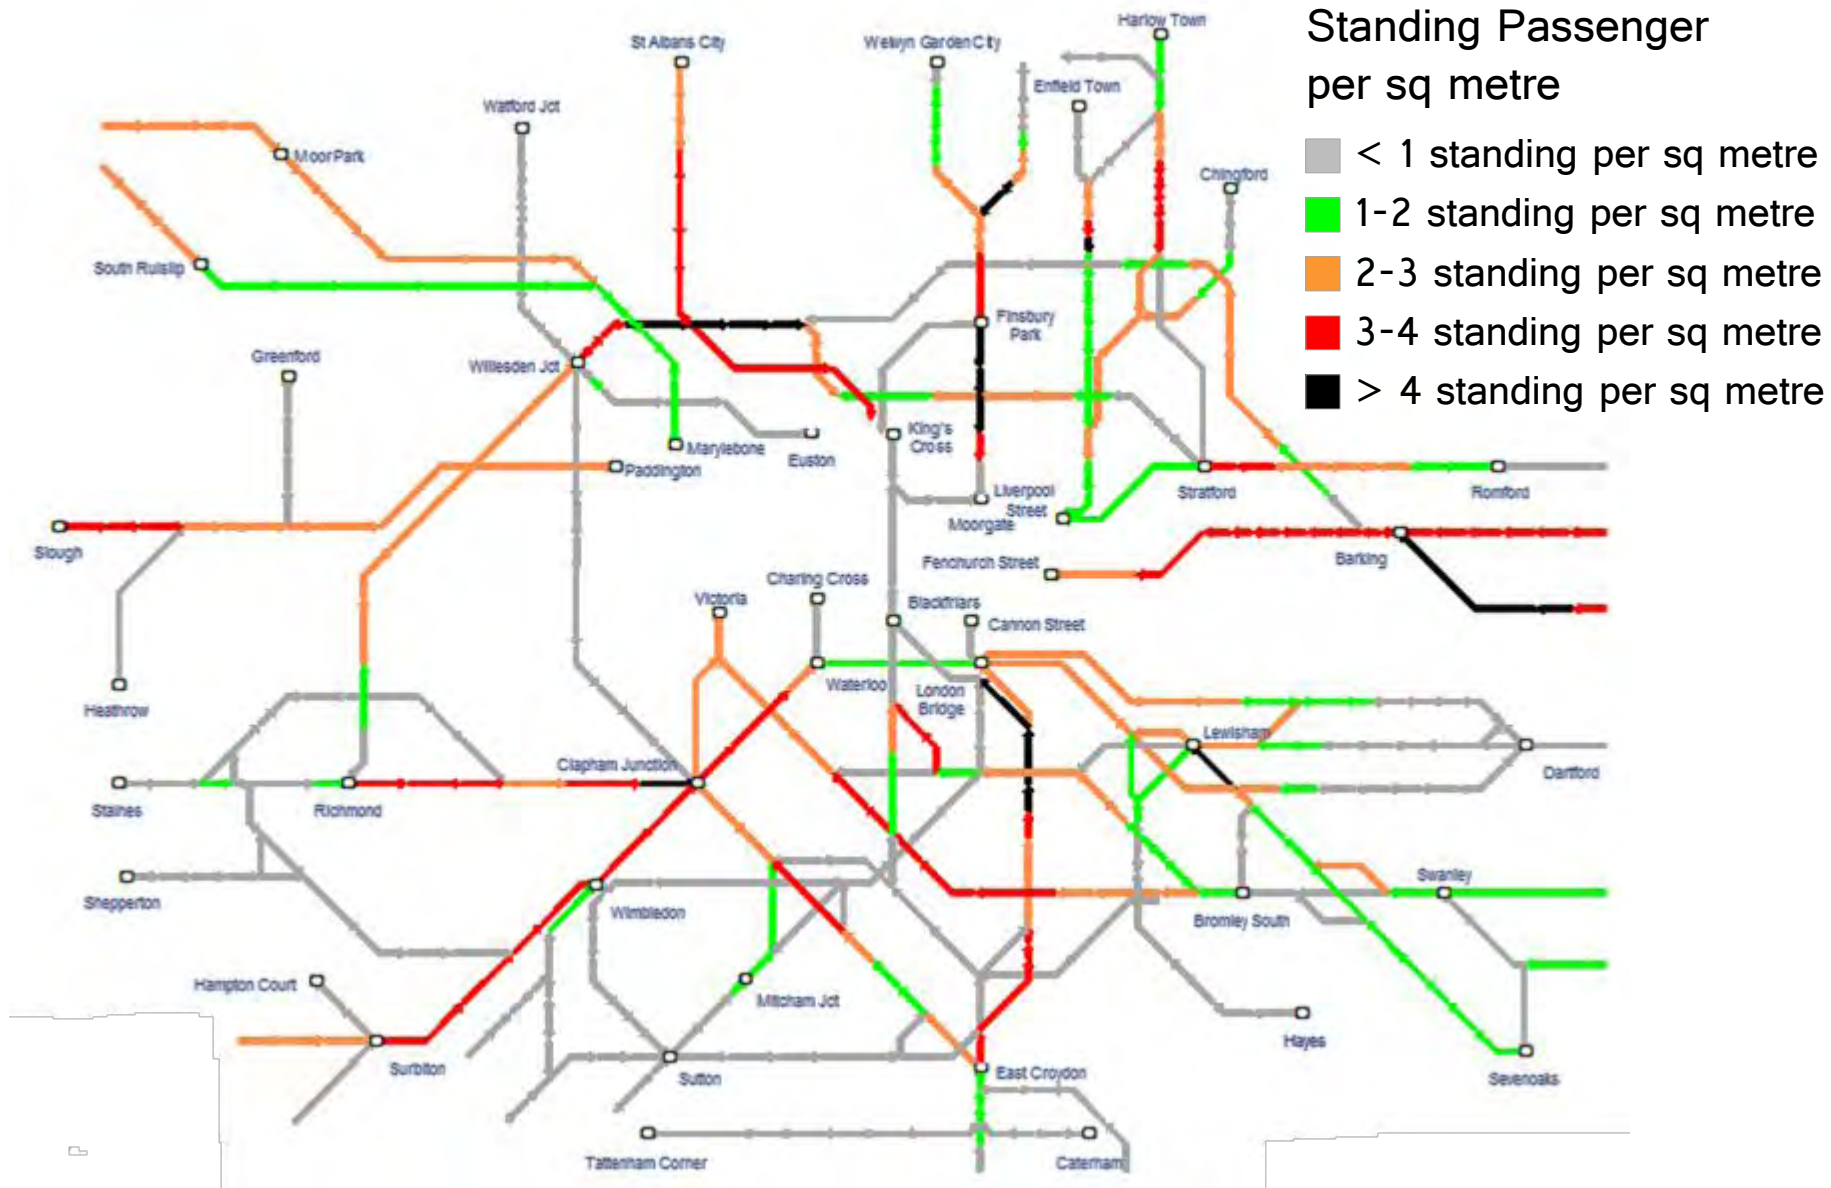 Standing Passenger
per sq metre
< 1 standing per sq metre
1-2 standing per sq metre
2-3 standing per sq metre
3-4 standing per sq metre
> 4 standing per sq metre
Harlow Town
St Albans City
Welwyn Garden City
Enfield Town
Watford Jct
Moor Park
Chingford
South Ruislip
Finsbury
Park
Greenford
Willesden Jct
King's
Cross
Marylebone
Euston
Paddington
Liverpool
Street
Stratford
Romford
Moorgate
Slough
Barking
Fenchurch Street
Charing Cross
Victoria
Blackfriars
Cannon Street
Waterloo
London
Bridge
Heathrow
Lewisham
Clapham Junction
Dartford
Staines
Richmond
Swanley
Shepperton
Wimbledon
Bromley South
Hampton Court
Mitcham Jct
Hayes
Surbiton
Sutton
East Croydon
Sevenoaks
Tattenham Corner
Caterham